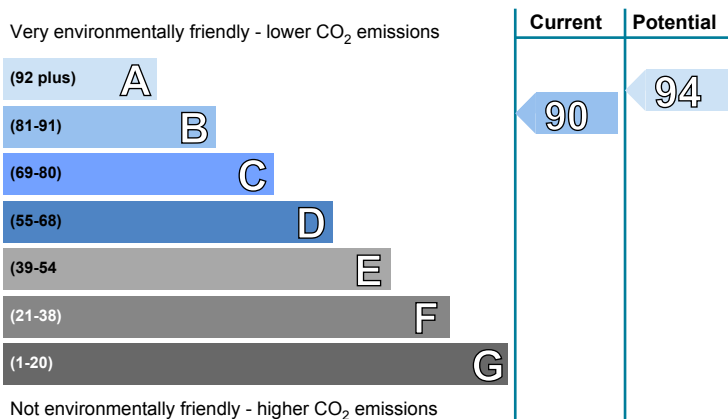 Very environmentally friendly - lower CO₂ emissions
Current
Potential
(92 plus) A
(81-91) B
(69-80) C
(55-68) D
(39-54 E
(21-38) F
(1-20) G
90
94
Not environmentally friendly - higher CO₂ emissions